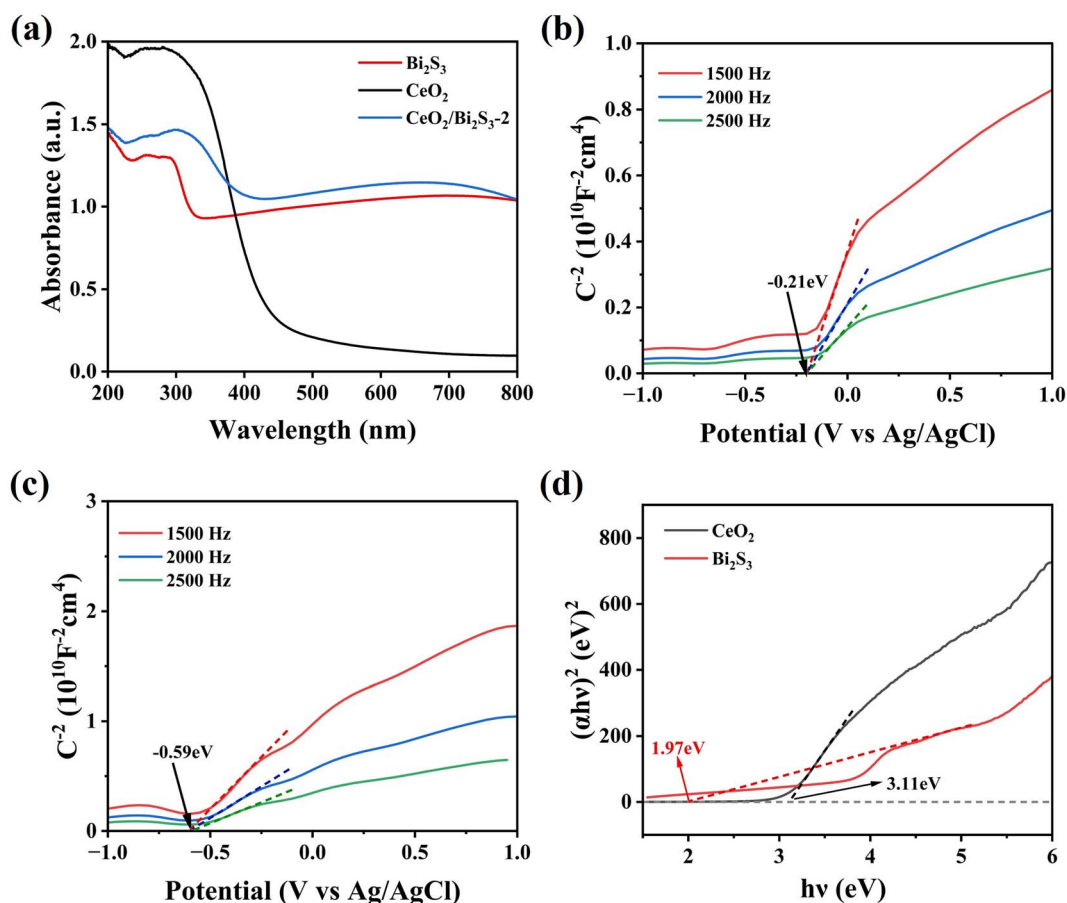 (a)
2.0
1.5
1.0
0.5
0.0
Absorbance (a.u.)
Bi₂S₃
CeO₂
CeO₂/Bi₂S₃-2
200 300 400 500 600 700 800
Wavelength (nm)
(b)
1.0
0.8
0.6
0.4
0.2
0.0
C⁻² (10¹⁰F⁻²cm⁴)
1500 Hz
2000 Hz
2500 Hz
-0.21eV
−1.0 −0.5 0.0 0.5 1.0
Potential (V vs Ag/AgCl)
(c)
3
2
1
0
C⁻² (10¹⁰F⁻²cm⁴)
1500 Hz
2000 Hz
2500 Hz
-0.59eV
−1.0 −0.5 0.0 0.5 1.0
Potential (V vs Ag/AgCl)
(d)
800
600
400
200
0
(αhν)² (eV)²
CeO₂
Bi₂S₃
1.97eV
3.11eV
2 3 4 5 6
hν (eV)